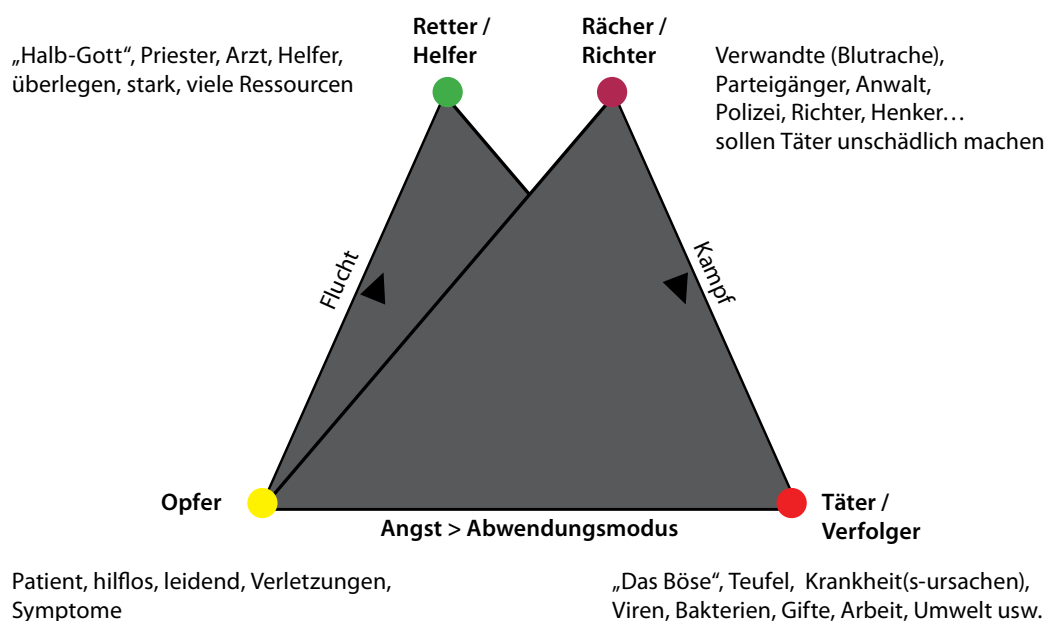 Retter /
Helfer
Rächer /
Richter
„Halb-Gott“, Priester, Arzt, Helfer,
überlegen, stark, viele Ressourcen
Verwandte (Blutrache),
Parteigänger, Anwalt,
Polizei, Richter, Henker…
sollen Täter unschädlich machen
Flucht
Kampf
Opfer
Täter /
Verfolger
Angst > Abwendungsmodus
Patient, hilflos, leidend, Verletzungen,
Symptome
„Das Böse“, Teufel, Krankheit(s-ursachen),
Viren, Bakterien, Gifte, Arbeit, Umwelt usw.